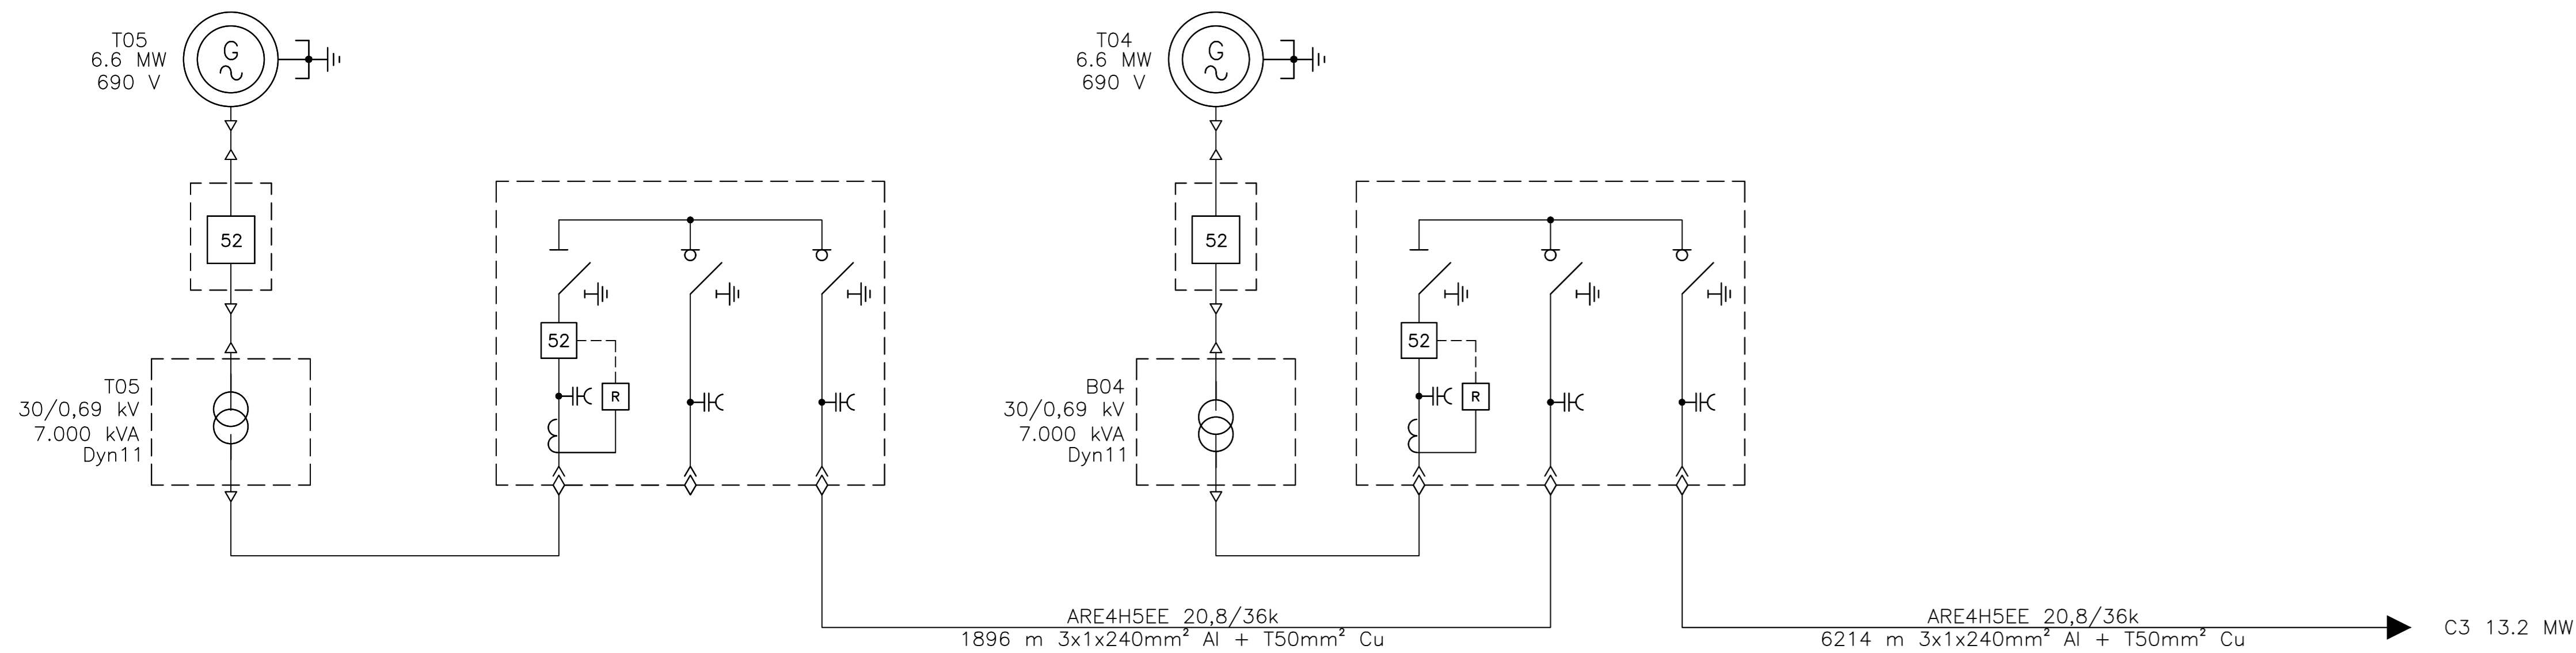 T05
6.6 MW
690 V
G
52
T05
30/0,69 kV
7.000 kVA
Dyn11
52
R
T04
6.6 MW
690 V
G
52
B04
30/0,69 kV
7.000 kVA
Dyn11
52
R
ARE4H5EE 20,8/36k
1896 m 3x1x240mm² Al + T50mm² Cu
ARE4H5EE 20,8/36k
6214 m 3x1x240mm² Al + T50mm² Cu
C3 13.2 MW